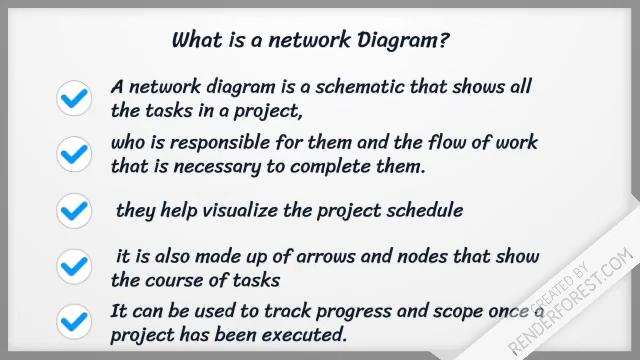 What is a network Diagram?
A network diagram is a schematic that shows all
the tasks in a project,
who is responsible for them and the flow of work
that is necessary to complete them.
they help visualize the project schedule
it is also made up of arrows and nodes that show
the course of tasks
It can be used to track progress and scope once a
project has been executed.
CREATED BY
RENDERFOREST.COM